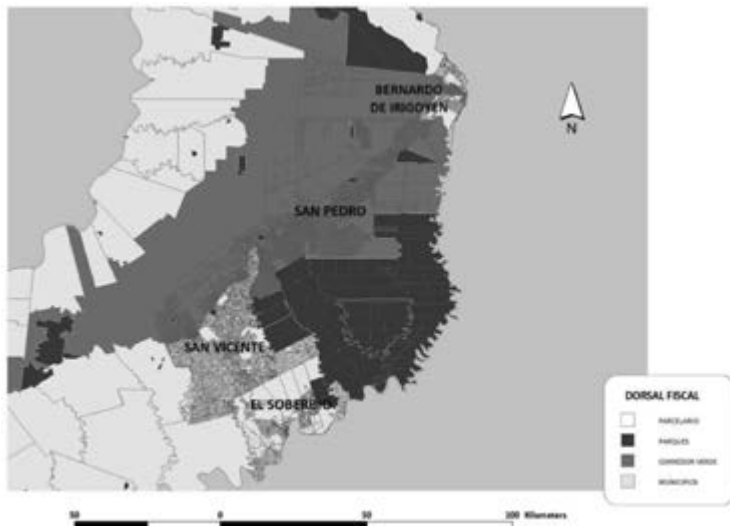 BERNARDO
DE IRIGOYEN
N
SAN PEDRO
SAN VICENTE
EL SOBERBIO
DORSAL FISCAL
PARCELARIO
PARQUES
CORREDOR VERDE
MUNICIPIOS
50 0 50 100 Kilometers